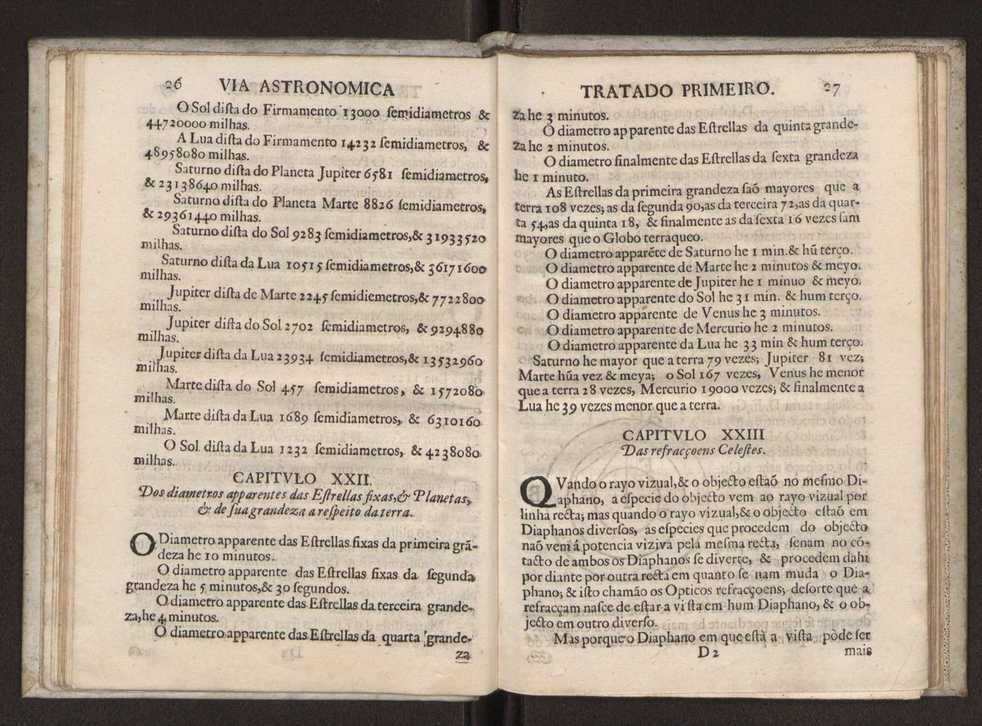 26 VIA ASTRONOMICA
O Sol diſta do Firmamento 13000 ſemidiametros &
44720000 milhas.
A Lua diſta do Firmamento 14232 ſemidiametros, &
48958080 milhas.
Saturno diſta do Planeta Jupiter 6581 ſemidiametros,
& 23138640 milhas.
Saturno diſta do Planeta Marte 8826 ſemidiametros,
& 29361440 milhas.
Saturno diſta do Sol 9283 ſemidiametros,& 31933520
milhas.
Saturno diſta da Lua 10515 ſemidiametros,& 36171600
milhas.
Jupiter diſta de Marte 2245 ſemidiemetros,& 7722800
milhas.
Jupiter diſta do Sol 2702 ſemidiametros, & 9294880
milhas.
Jupiter diſta da Lua 23934 ſemidiametros,& 13532960
milhas.
Marte diſta do Sol 457 ſemidiametros, & 1572080
milhas.
Marte diſta da Lua 1689 ſemidiametros, & 6310160
milhas.
O Sol diſta da Lua 1232 ſemidiametros, & 4238080
milhas.
CAPITVLO XXII.
Dos diametros apparentes das Eſtrellas fixas,& Planetas,
& de ſua grandeza a reſpeito da terra.
O Diametro apparente das Eſtrellas fixas da primeira grã-
deza he 10 minutos.
O diametro apparente das Eſtrellas fixas da ſegunda
grandeza he 5 minutos,& 30 ſegundos.
O diametro apparente das Eſtrellas da terceira grande-
za,he 4 minutos.
O diametro apparente das Eſtrellas da quarta grande-
za
TRATADO PRIMEIRO. 27
za he 3 minutos.
O diametro apparente das Eſtrellas da quinta grande-
za he 2 minutos.
O diametro finalmente das Eſtrellas da ſexta grandeza
he 1 minuto.
As Eſtrellas da primeira grandeza ſaõ mayores que a
terra 108 vezes; as da ſegunda 90,as da terceira 72,as da quar-
ta 54,as da quinta 18, & finalmente as da ſexta 16 vezes ſam
mayores que o Globo terraqueo.
O diametro apparẽte de Saturno he 1 min.& hũ terço.
O diametro apparente de Marte he 2 minutos & meyo.
O diametro apparente de Jupiter he 1 minuo & meyo.
O diametro apparente do Sol he 31 min. & hum terço.
O diametro apparente de Venus he 3 minutos.
O diametro apparente de Mercurio he 2 minutos.
O diametro apparente da Lua he 33 min & hum terço.
Saturno he mayor que a terra 79 vezes; Jupiter 81 vez;
Marte hũa vez & meya; o Sol 167 vezes, Venus he menor
que a terra 28 vezes, Mercurio 19000 vezes; & finalmente a
Lua he 39 vezes menor que a terra.
CAPITVLO XXIII
Das refracçoens Celeſtes.
QVando o rayo vizual,& o objecto eſtaõ no meſmo Di-
aphano, a eſpecie do objecto vem ao rayo vizual por
linha recta; mas quando o rayo vizual,& o objecto eſtaõ em
Diaphanos diverſos, as eſpecies que procedem do objecto
naõ vem á potencia viziva pela meſma recta, ſenam no cõ-
tacto de ambos os Diaphanos ſe diverte, & procedem dahi
por diante por outra recta em quanto ſe nam muda o Dia-
phano; & iſto chamão os Opticos refracçoens, deſorte que a
refracçam naſce de eſtar a viſta em hum Diaphano, & o ob-
jecto em outro diverſo.
Mas porque o Diaphano em que eſtà a viſta pòde ſer
D 2 mais